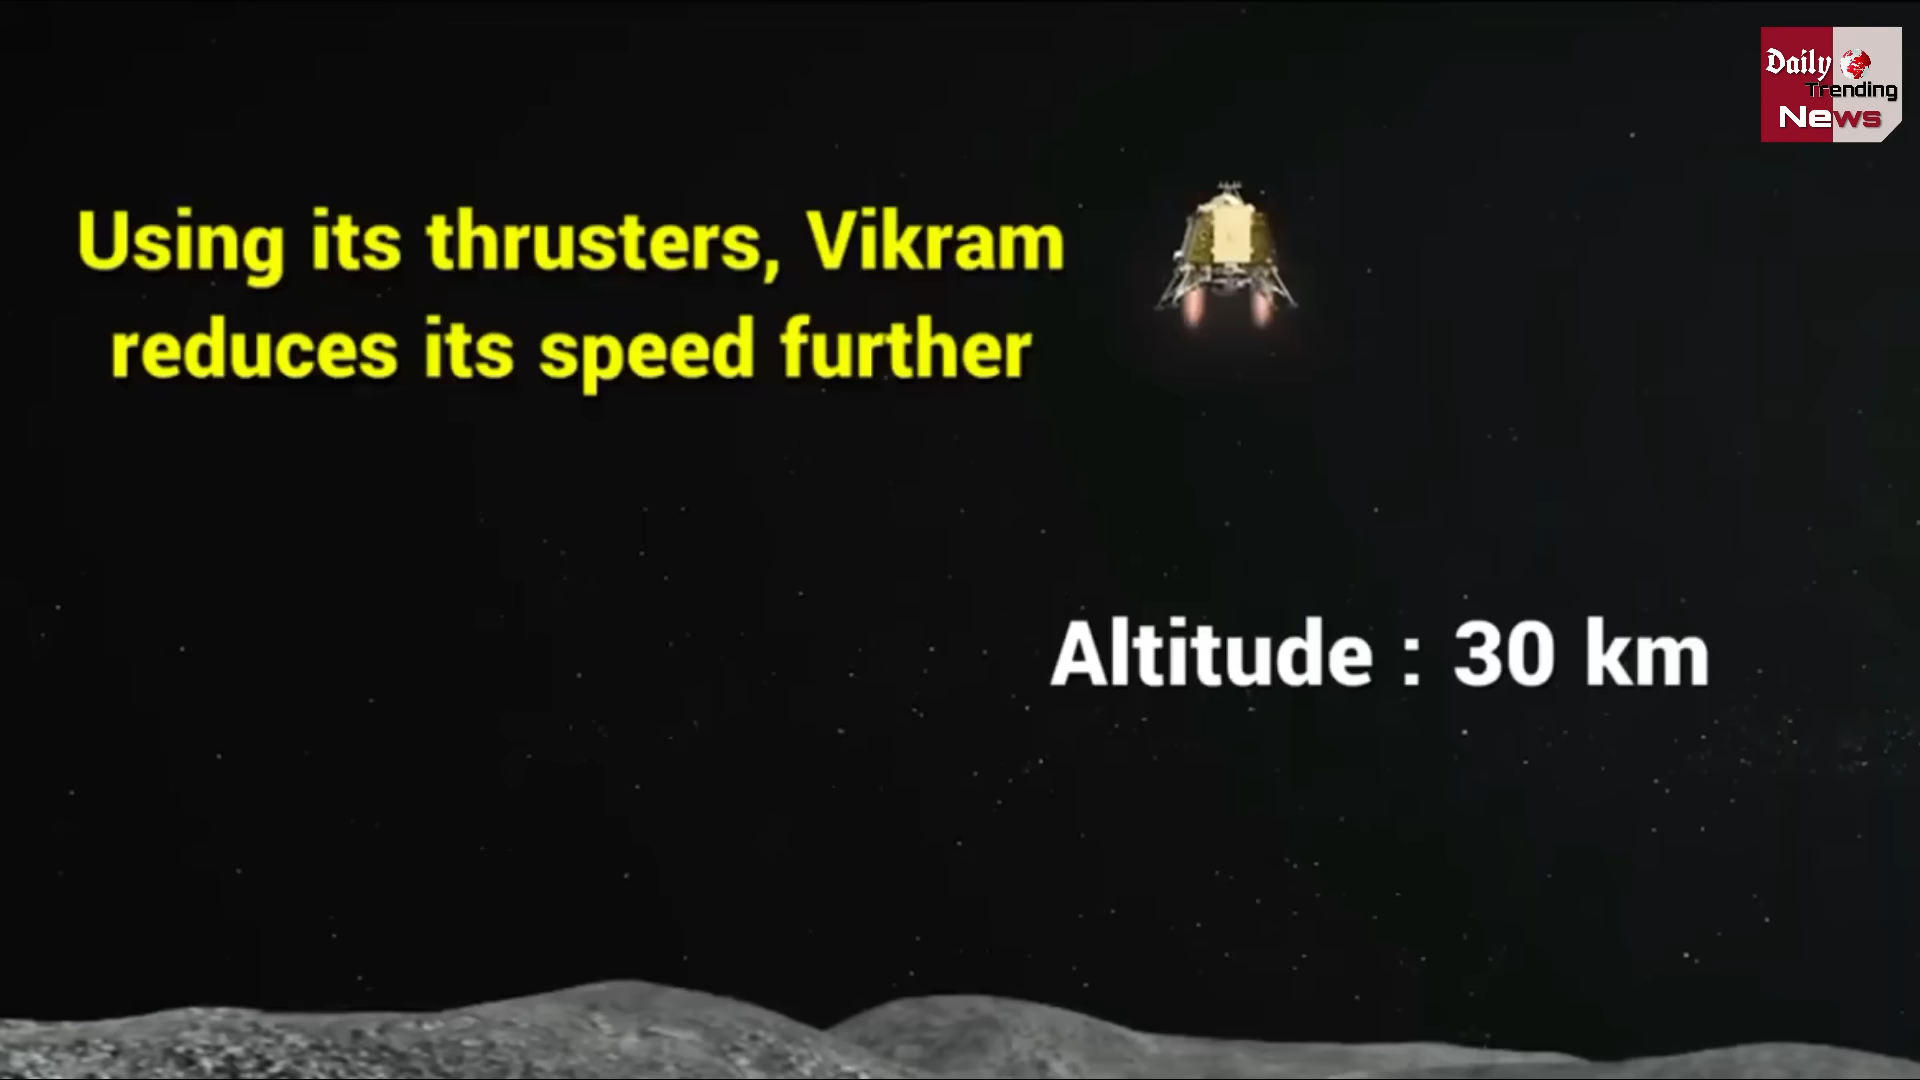 Daily
Trending
News
Using its thrusters, Vikram
reduces its speed further
Altitude : 30 km